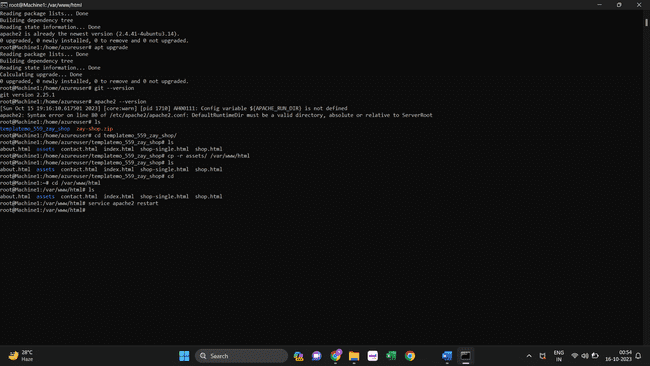 root@Machine1: /var/www/html
Reading package lists... Done
Building dependency tree
Reading state information... Done
apache2 is already the newest version (2.4.41-4ubuntu3.14).
0 upgraded, 0 newly installed, 0 to remove and 0 not upgraded.
root@Machine1:/home/azureuser# apt upgrade
Reading package lists... Done
Building dependency tree
Reading state information... Done
Calculating upgrade... Done
0 upgraded, 0 newly installed, 0 to remove and 0 not upgraded.
root@Machine1:/home/azureuser# git --version
git version 2.25.1
root@Machine1:/home/azureuser# apache2 --version
[Sun Oct 15 19:16:10.617501 2023] [core:warn] [pid 1710] AH00111: Config variable ${APACHE_RUN_DIR} is not defined
apache2: Syntax error on line 80 of /etc/apache2/apache2.conf: DefaultRuntimeDir must be a valid directory, absolute or relative to ServerRoot
root@Machine1:/home/azureuser# ls
templatemo_559_zay_shop zay-shop.zip
root@Machine1:/home/azureuser# cd templatemo_559_zay_shop/
root@Machine1:/home/azureuser/templatemo_559_zay_shop# ls
about.html assets contact.html index.html shop-single.html shop.html
root@Machine1:/home/azureuser/templatemo_559_zay_shop# cp -r assets/ /var/www/html
root@Machine1:/home/azureuser/templatemo_559_zay_shop# ls
about.html assets contact.html index.html shop-single.html shop.html
root@Machine1:/home/azureuser/templatemo_559_zay_shop# cd
root@Machine1:~# cd /var/www/html
root@Machine1:/var/www/html# ls
about.html assets contact.html index.html shop-single.html shop.html
root@Machine1:/var/www/html# service apache2 restart
root@Machine1:/var/www/html#
28°C
Haze
Search
ENG
IN
00:54
16-10-2023